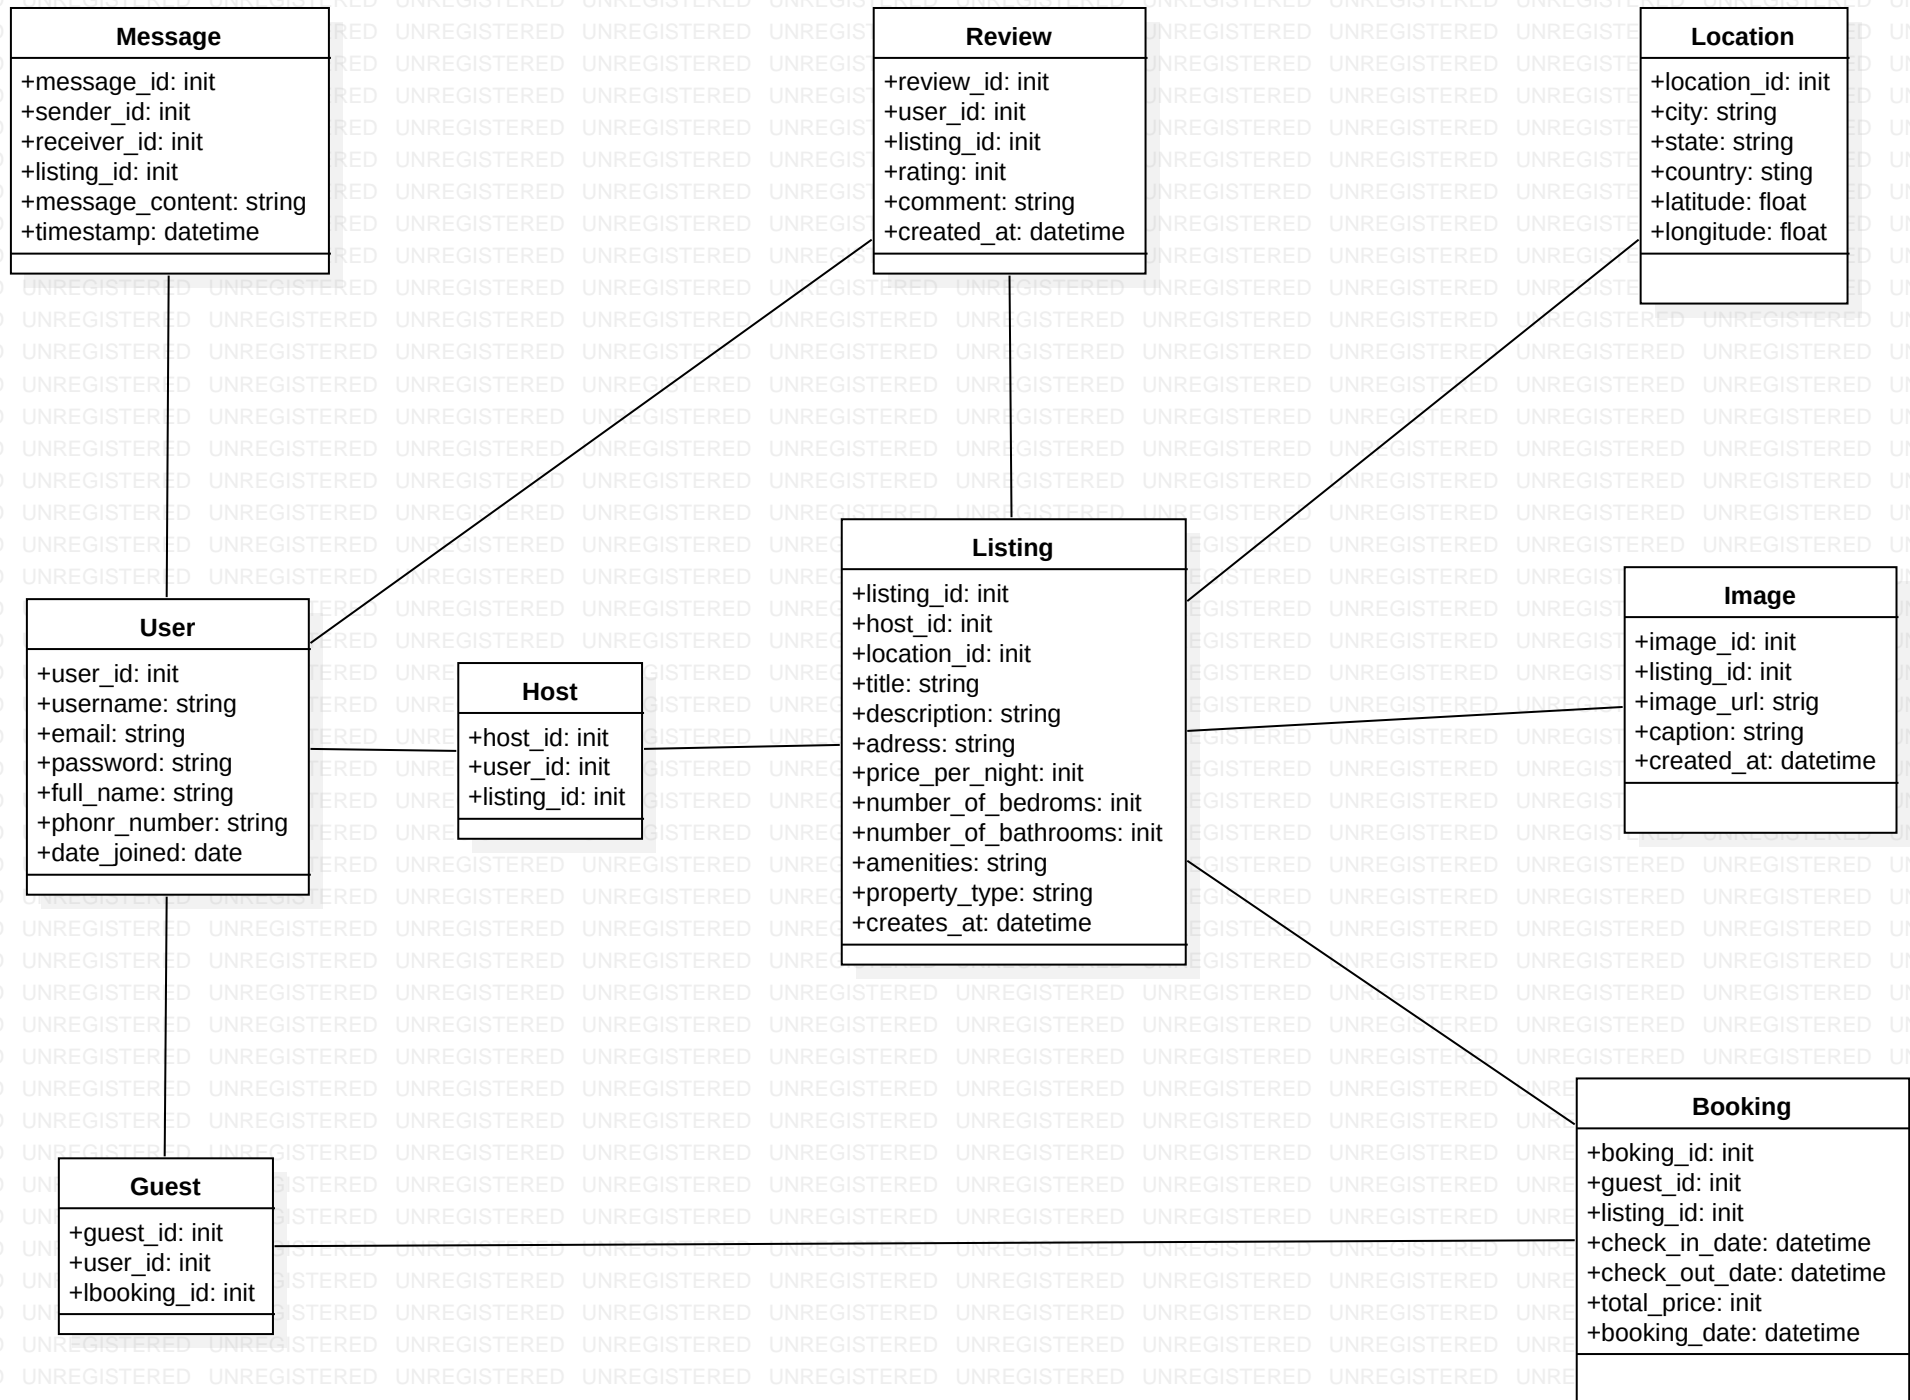 Message
+message_id: init
+sender_id: init
+receiver_id: init
+listing_id: init
+message_content: string
+timestamp: datetime
Review
+review_id: init
+user_id: init
+listing_id: init
+rating: init
+comment: string
+created_at: datetime
Location
+location_id: init
+city: string
+state: string
+country: sting
+latitude: float
+longitude: float
User
+user_id: init
+username: string
+email: string
+password: string
+full_name: string
+phonr_number: string
+date_joined: date
Host
+host_id: init
+user_id: init
+listing_id: init
Listing
+listing_id: init
+host_id: init
+location_id: init
+title: string
+description: string
+adress: string
+price_per_night: init
+number_of_bedroms: init
+number_of_bathrooms: init
+amenities: string
+property_type: string
+creates_at: datetime
Image
+image_id: init
+listing_id: init
+image_url: strig
+caption: string
+created_at: datetime
Guest
+guest_id: init
+user_id: init
+lbooking_id: init
Booking
+boking_id: init
+guest_id: init
+listing_id: init
+check_in_date: datetime
+check_out_date: datetime
+total_price: init
+booking_date: datetime
UNREGISTERED